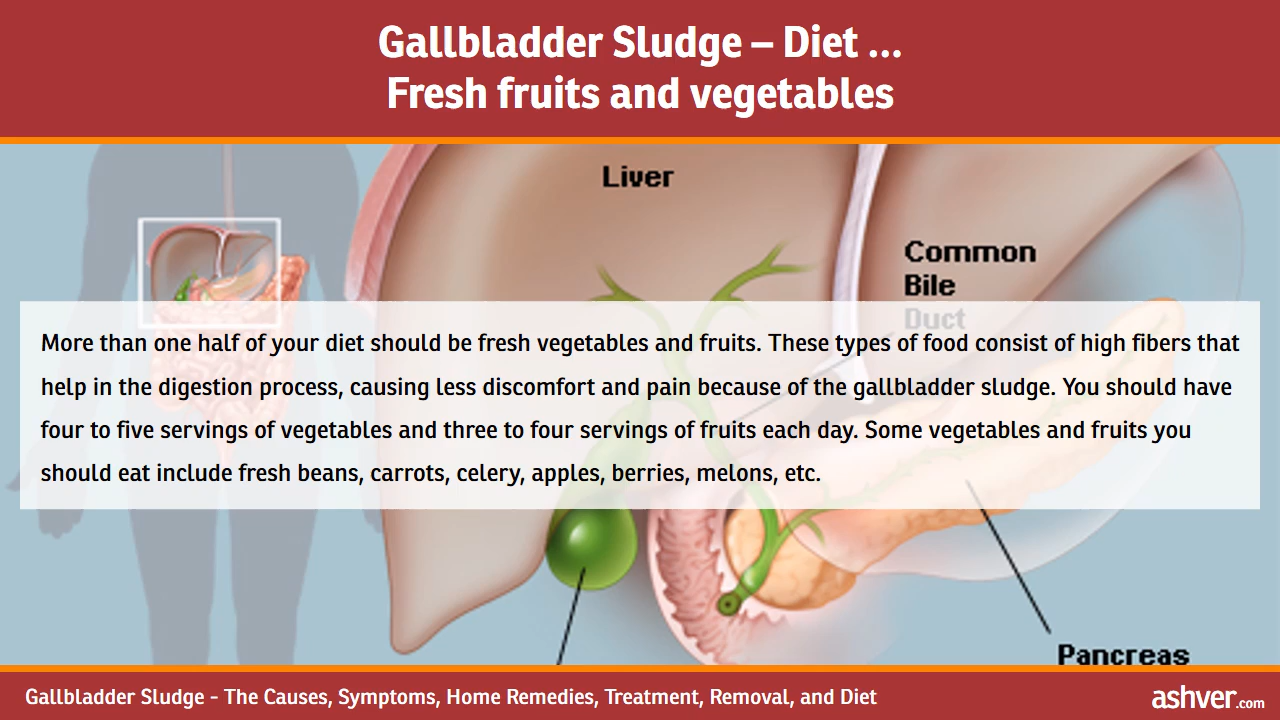 Gallbladder Sludge – Diet ...
Fresh fruits and vegetables
Liver
Common
Bile
Duct
More than one half of your diet should be fresh vegetables and fruits. These types of food consist of high fibers that
help in the digestion process, causing less discomfort and pain because of the gallbladder sludge. You should have
four to five servings of vegetables and three to four servings of fruits each day. Some vegetables and fruits you
should eat include fresh beans, carrots, celery, apples, berries, melons, etc.
Pancreas
Gallbladder Sludge - The Causes, Symptoms, Home Remedies, Treatment, Removal, and Diet
ashver.com